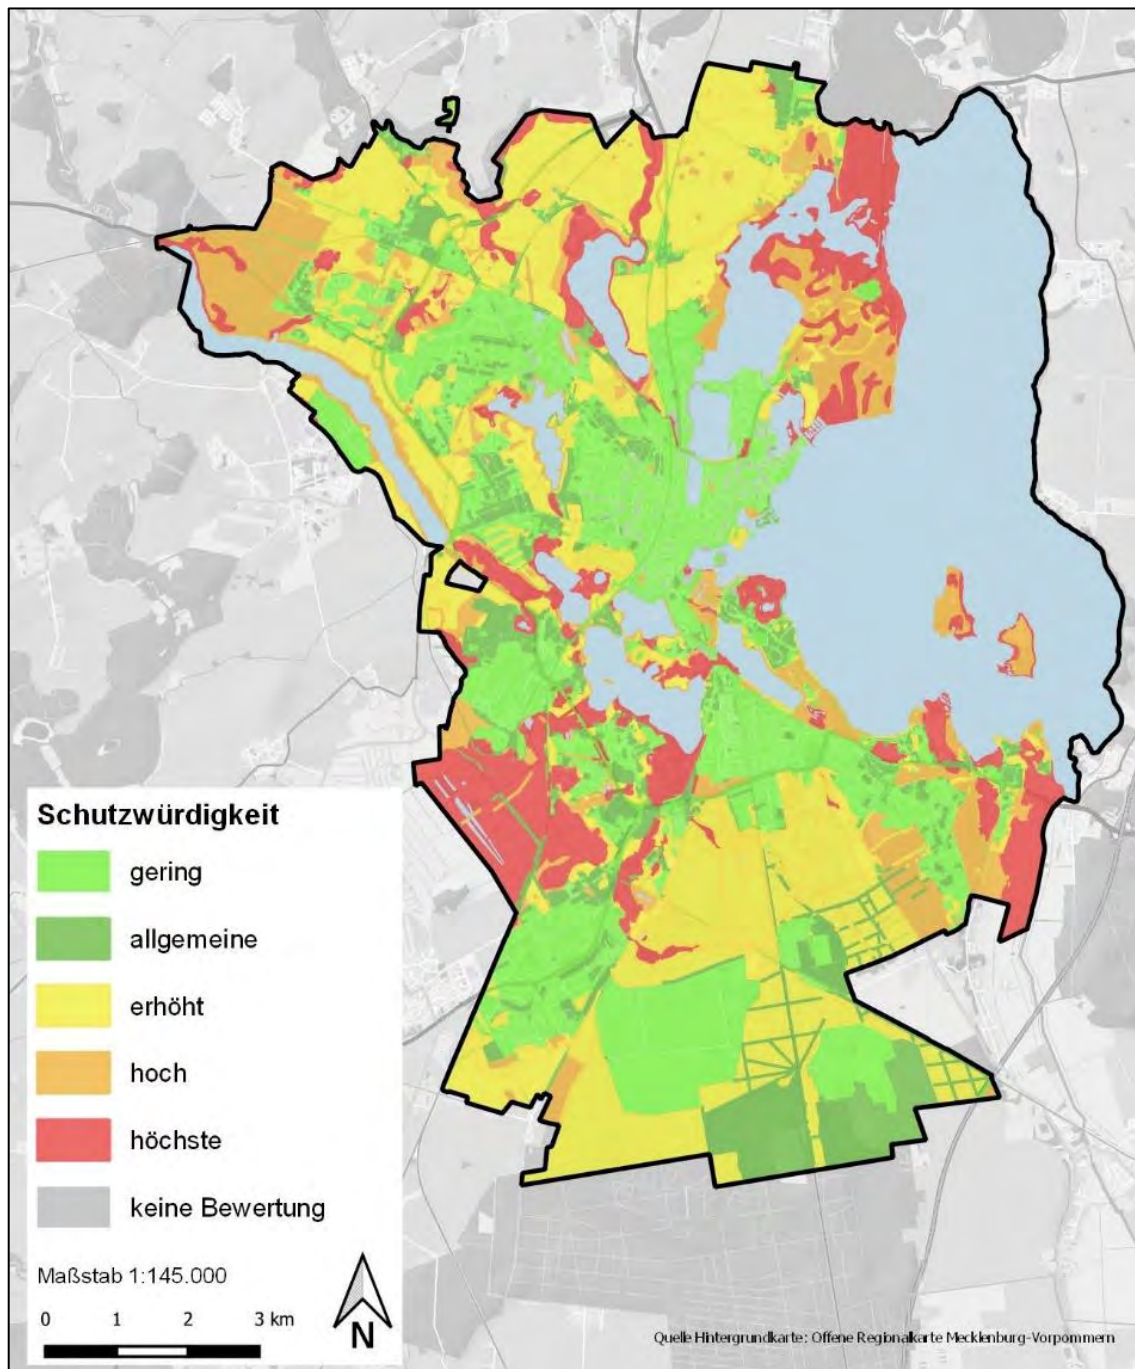 Schutzwürdigkeit
gering
allgemeine
erhöht
hoch
höchste
keine Bewertung
Maßstab 1:145.000
0 1 2 3 km
N
Quelle Hintergrundkarte: Offene Regionalkarte Mecklenburg-Vorpommern